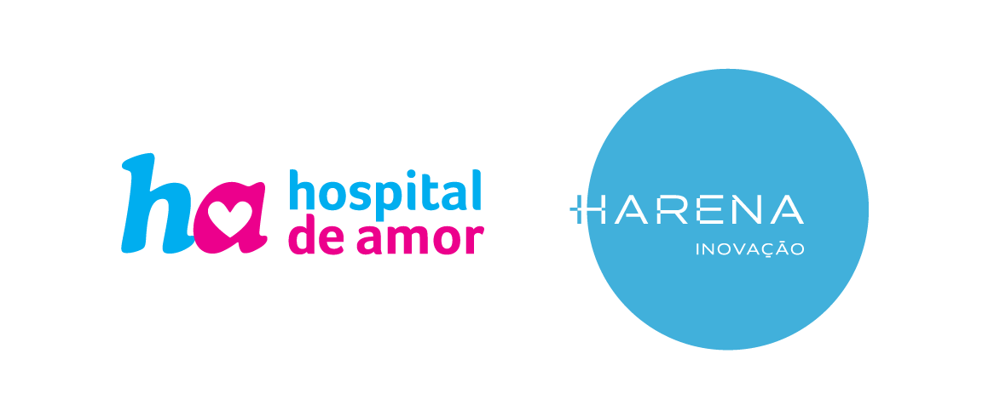 ha
hospital
de amor
HARENA
INOVAÇÃO